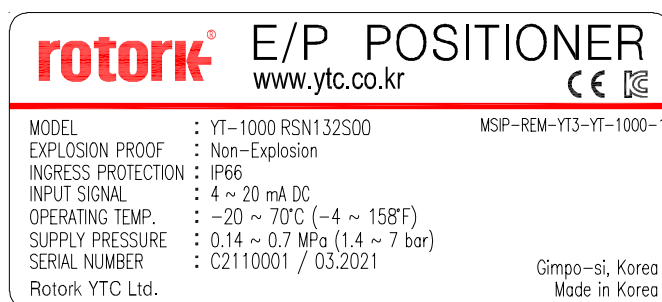 rotork® E/P POSITIONER
www.ytc.co.kr
CE
MODEL : YT-1000 RSN132S00 MSIP-REM-YT3-YT-1000-1
EXPLOSION PROOF : Non-Explosion
INGRESS PROTECTION : IP66
INPUT SIGNAL : 4 ~ 20 mA DC
OPERATING TEMP. : -20 ~ 70°C (-4 ~ 158°F)
SUPPLY PRESSURE : 0.14 ~ 0.7 MPa (1.4 ~ 7 bar)
SERIAL NUMBER : C2110001 / 03.2021
Gimpo-si, Korea
Rotork YTC Ltd. Made in Korea